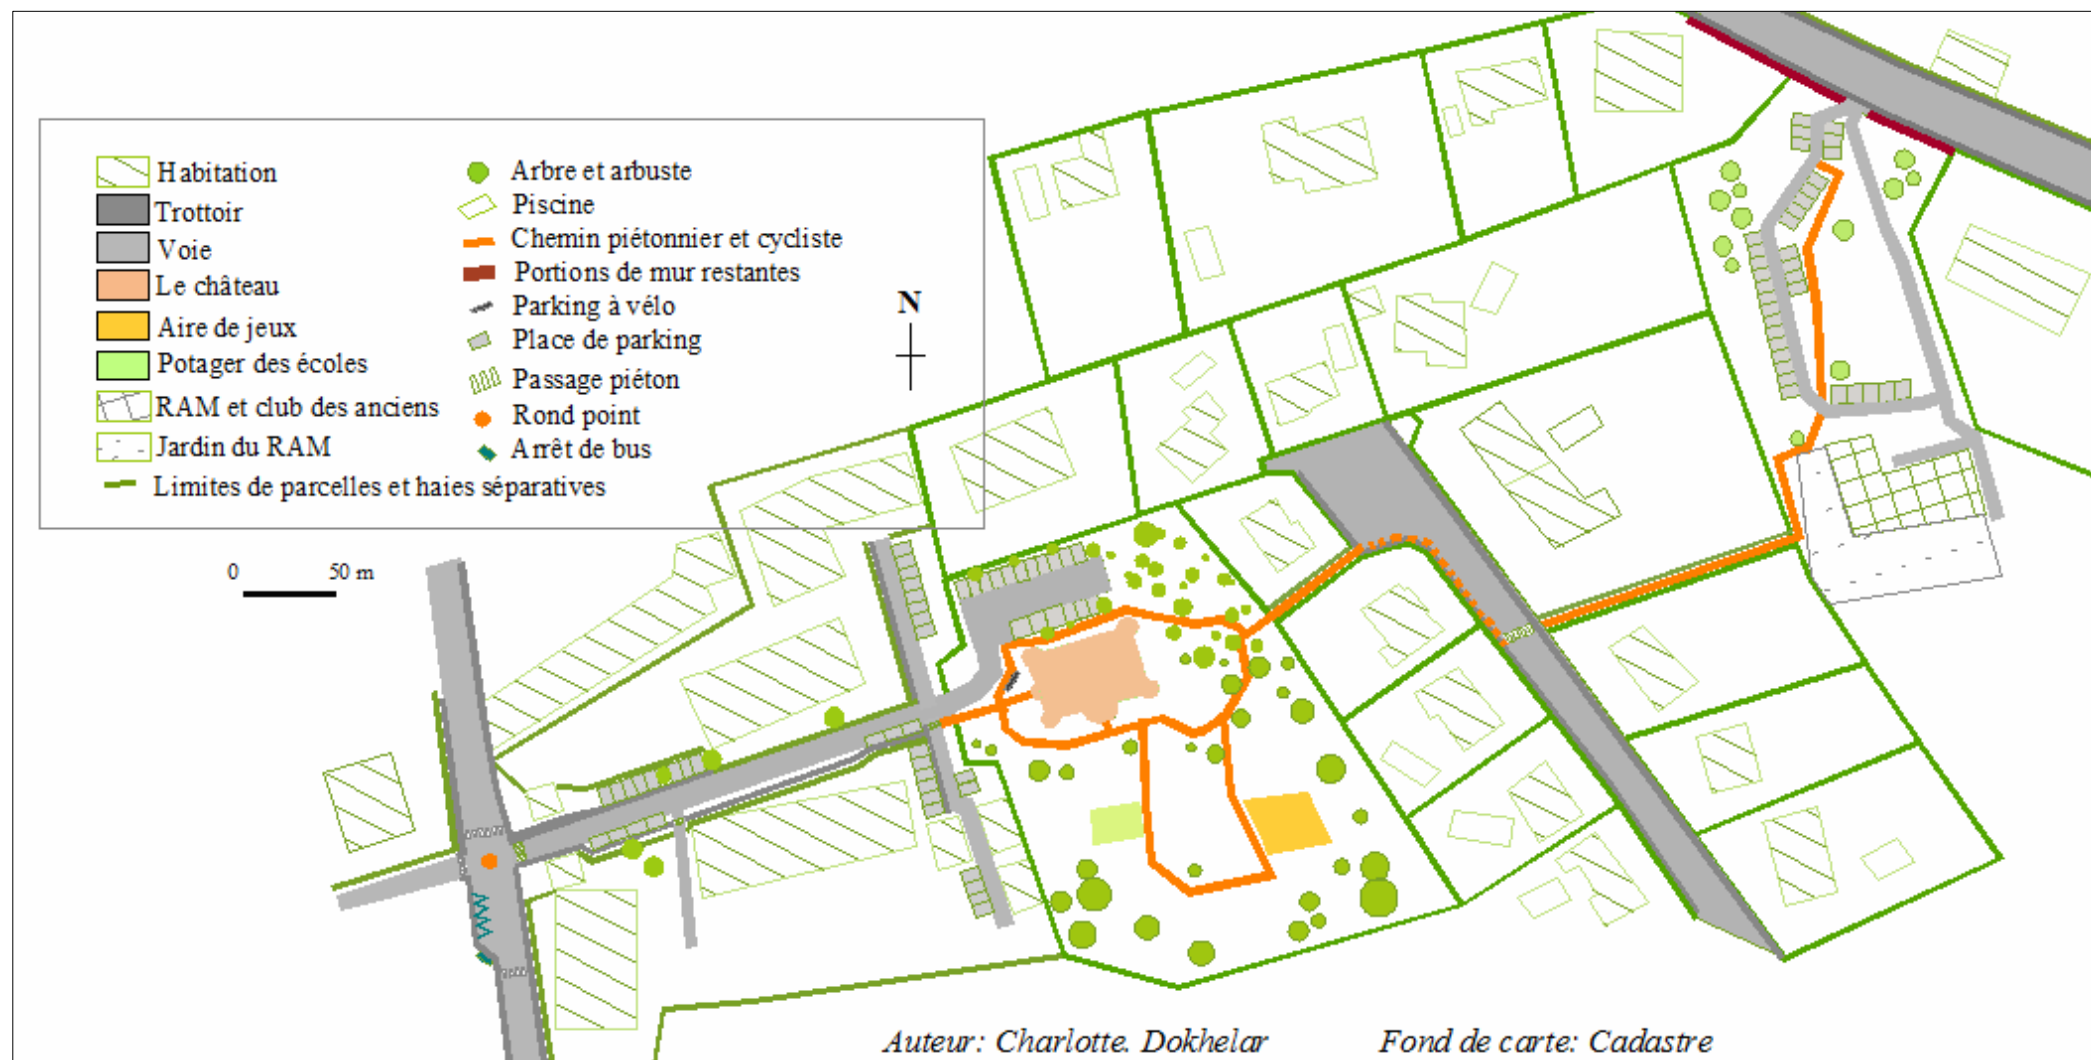 Habitation
Trottoir
Voie
Le château
Aire de jeux
Potager des écoles
RAM et club des anciens
Jardin du RAM
Limites de parcelles et haies séparatives
Arbre et arbuste
Piscine
Chemin piétonnier et cycliste
Portions de mur restantes
Parking à vélo
Place de parking
Passage piéton
Rond point
Arrêt de bus
N
0 50 m
Auteur: Charlotte. Dokhelar Fond de carte: Cadastre